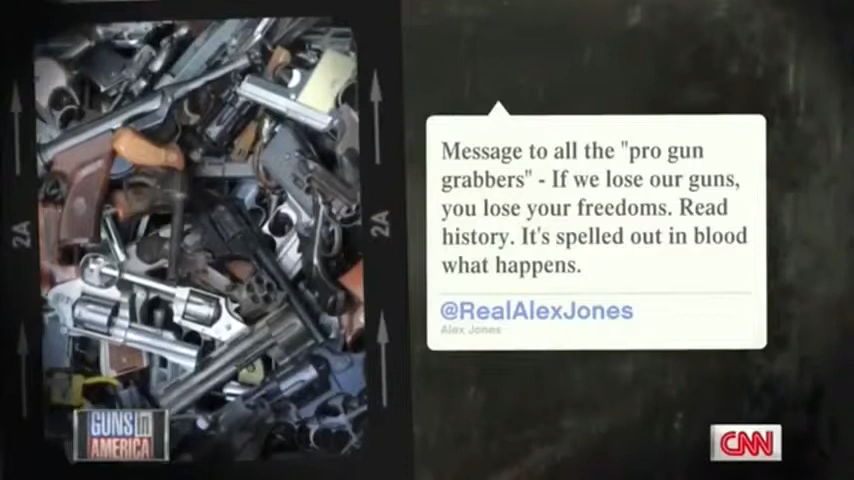 2A
2A
Message to all the "pro gun
grabbers" - If we lose our guns,
you lose your freedoms. Read
history. It's spelled out in blood
what happens.
@RealAlexJones
Alex Jones
GUNS in
AMERICA
CNN